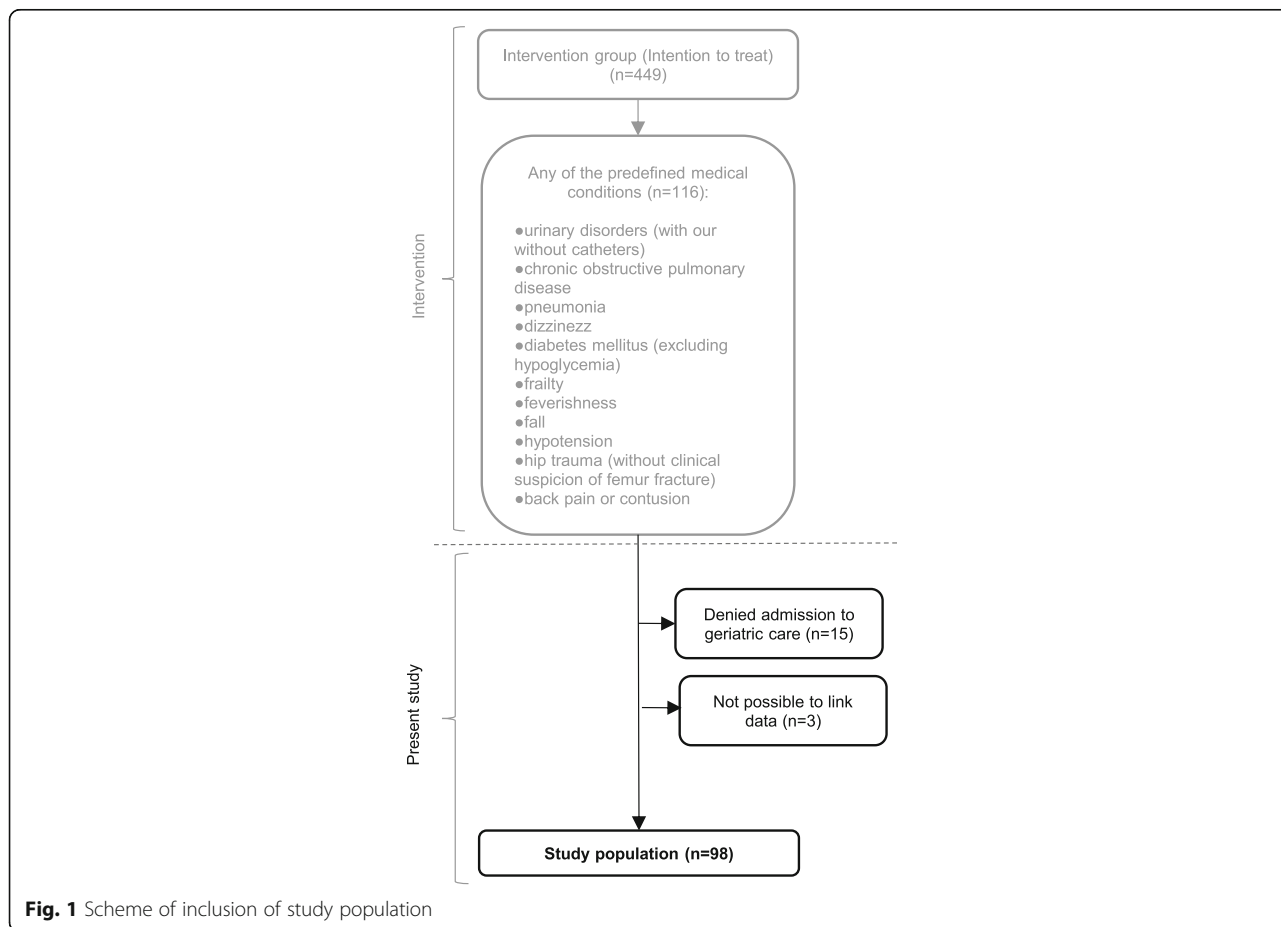 Intervention group (Intention to treat)
(n=449)
Intervention
Any of the predefined medical
conditions (n=116):
●urinary disorders (with our
without catheters)
●chronic obstructive pulmonary
disease
●pneumonia
●dizzinezz
●diabetes mellitus (excluding
hypoglycemia)
●frailty
●feverishness
●fall
●hypotension
●hip trauma (without clinical
suspicion of femur fracture)
●back pain or contusion
Present study
Denied admission to
geriatric care (n=15)
Not possible to link
data (n=3)
Study population (n=98)
Fig. 1 Scheme of inclusion of study population